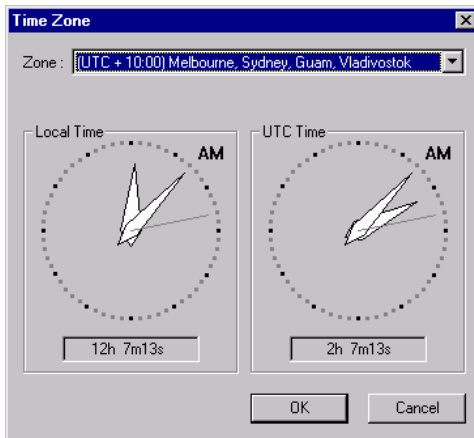 Time Zone
Zone : (UTC + 10:00) Melbourne, Sydney, Guam, Vladivostok
Local Time
UTC Time
AM
AM
12h 7m13s
2h 7m13s
OK
Cancel